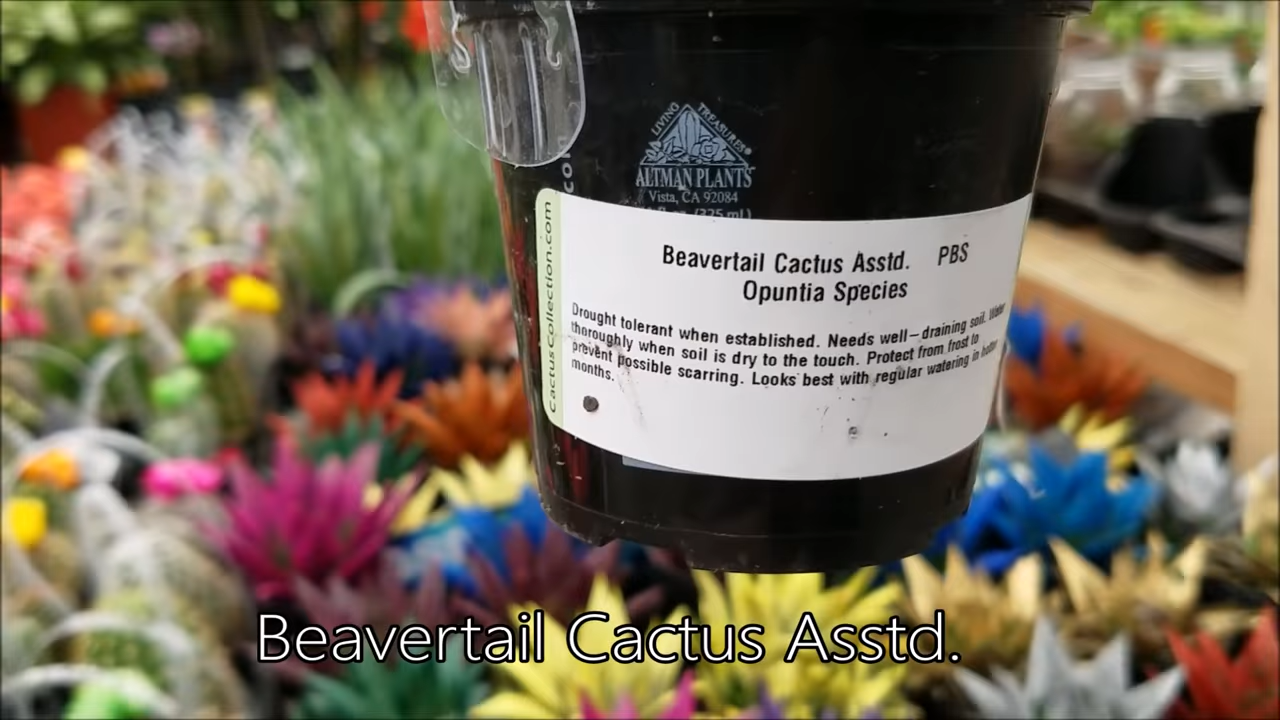 LIVING TREASURES®
ALTMAN PLANTS
Vista, CA 92084
(325 ml)
CactusCollection.com
Beavertail Cactus Asstd. PBS
Opuntia Species
Drought tolerant when established. Needs well-draining soil. Water
thoroughly when soil is dry to the touch. Protect from frost to
prevent possible scarring. Looks best with regular watering in hotter
months.
Beavertail Cactus Asstd.